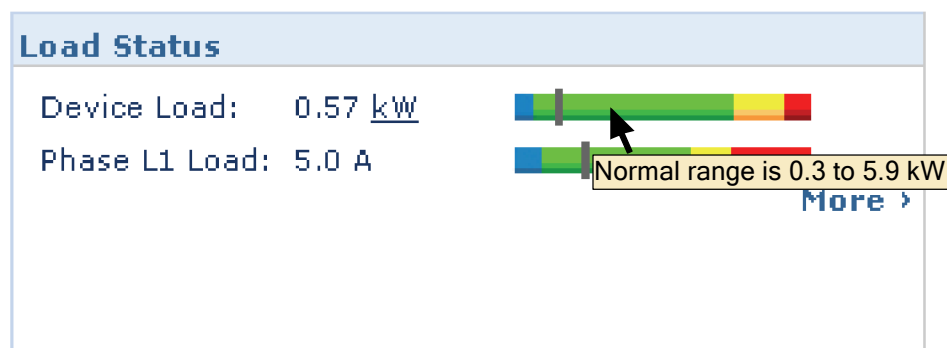 Load Status
Device Load: 0.57 kW
Phase L1 Load: 5.0 A
Normal range is 0.3 to 5.9 kW
More ›